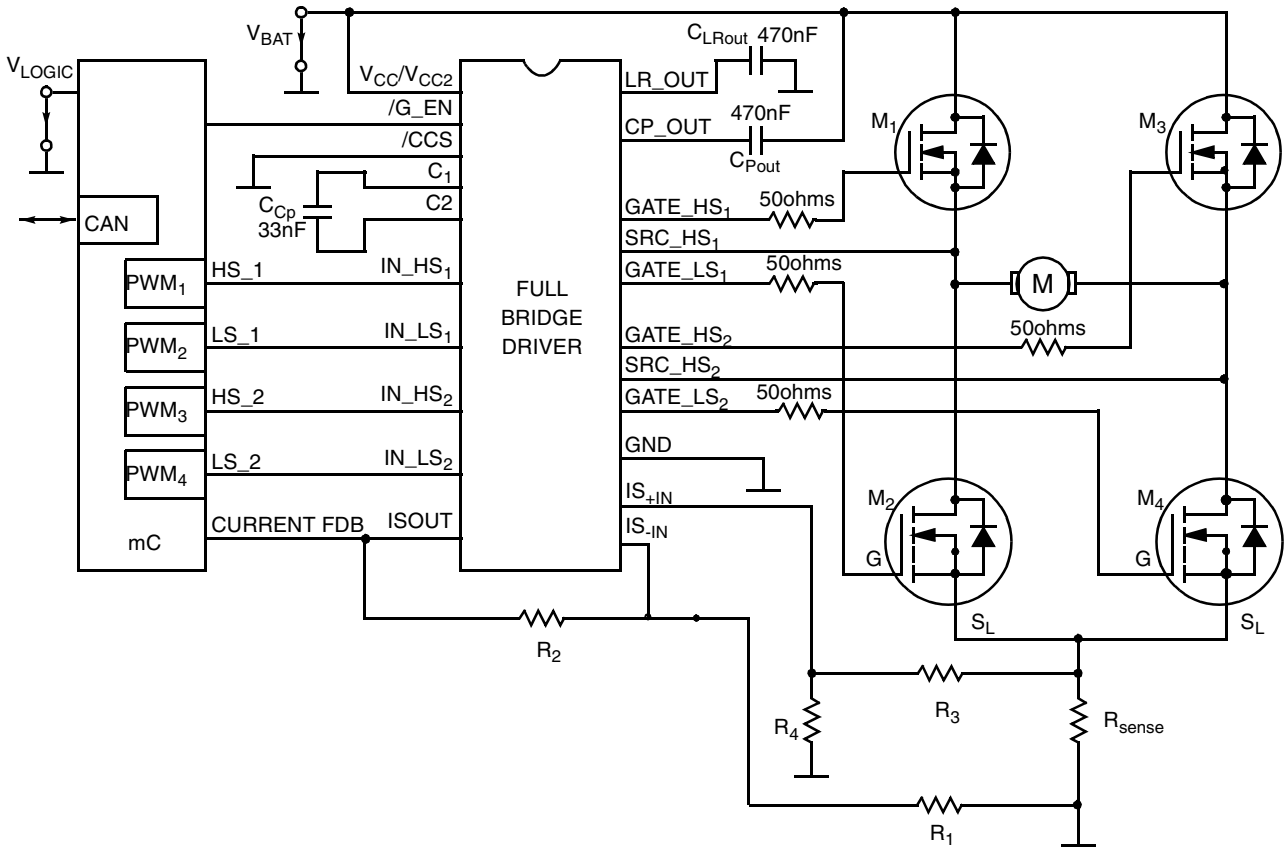 V_BAT
C_LRout 470nF
V_LOGIC
V_CC/V_CC2
LR_OUT
/G_EN
470nF
M_1
M_3
CP_OUT
/CCS
C_Pout
C_1
C_Cp
33nF
C2
50ohms
GATE_HS_1
CAN
SRC_HS_1
PWM_1
HS_1
IN_HS_1
GATE_LS_1
50ohms
M
FULL
BRIDGE
DRIVER
PWM_2
LS_1
IN_LS_1
GATE_HS_2
50ohms
SRC_HS_2
PWM_3
HS_2
IN_HS_2
GATE_LS_2
50ohms
GND
PWM_4
LS_2
IN_LS_2
IS_+IN
M_2
M_4
CURRENT FDB
ISOUT
IS_-IN
mC
G
G
S_L
S_L
R_2
R_3
R_4
R_sense
R_1